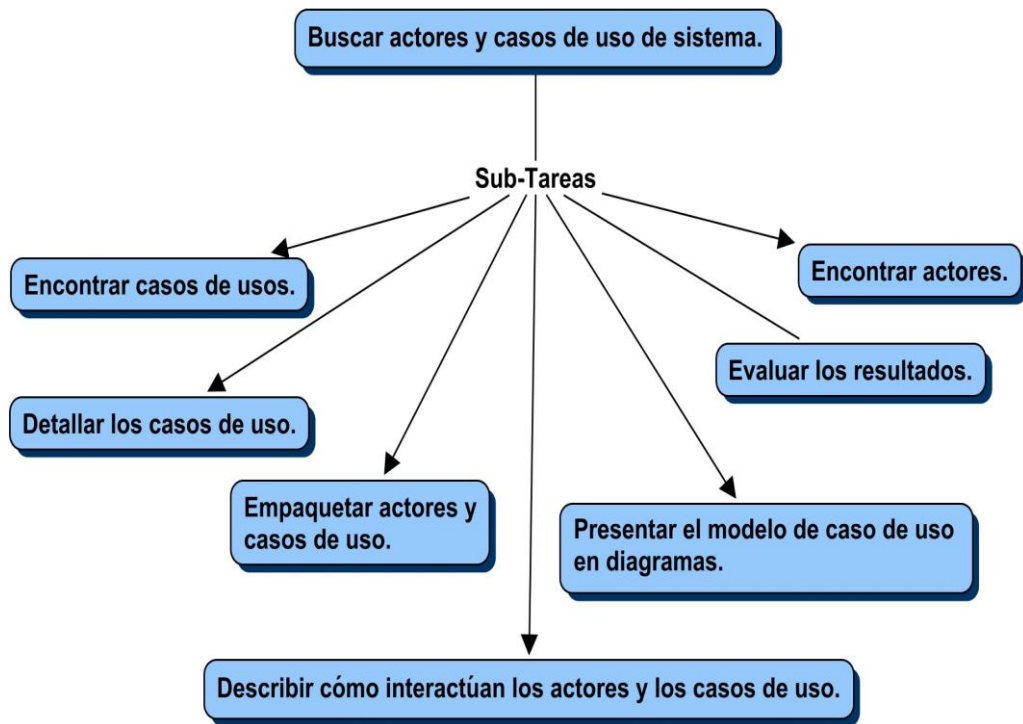 Buscar actores y casos de uso de sistema.
Sub-Tareas
Encontrar casos de usos.
Encontrar actores.
Evaluar los resultados.
Detallar los casos de uso.
Empaquetar actores y
casos de uso.
Presentar el modelo de caso de uso
en diagramas.
Describir cómo interactúan los actores y los casos de uso.